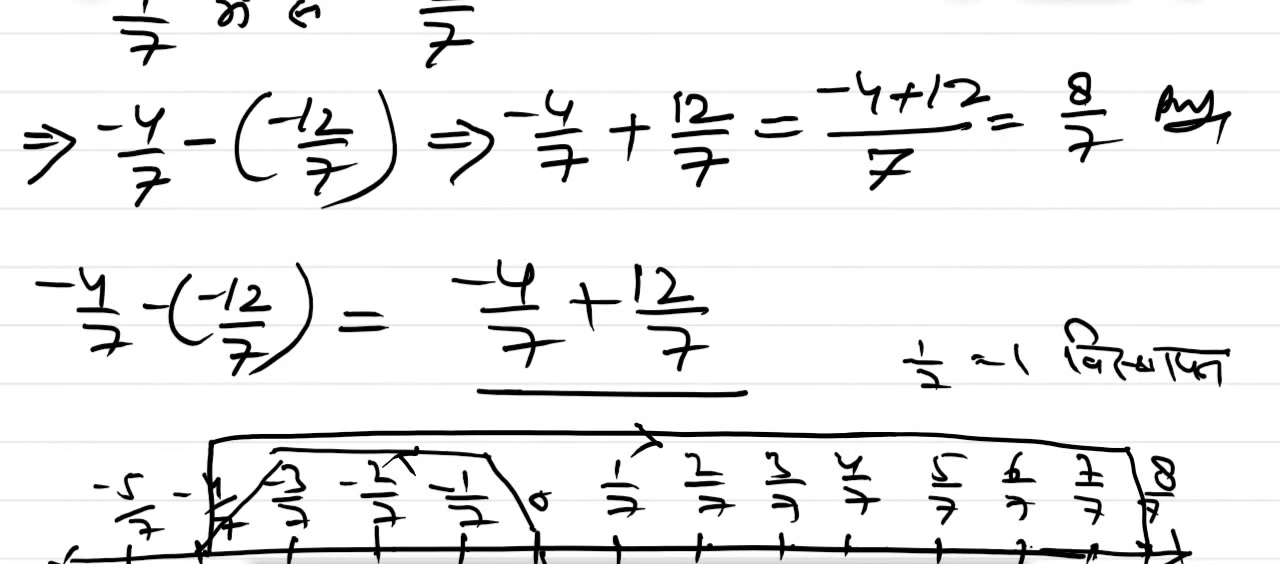 ⇒ -4/7 - (-12/7) ⇒ -4/7 + 12/7 = (-4+12)/7 = 8/7 Ans
-4/7 - (-12/7) = -4/7 + 12/7
1/7 = 1
-5/7 -4/7 -3/7 -2/7 -1/7 0 1/7 2/7 3/7 4/7 5/7 6/7 7/7 8/7